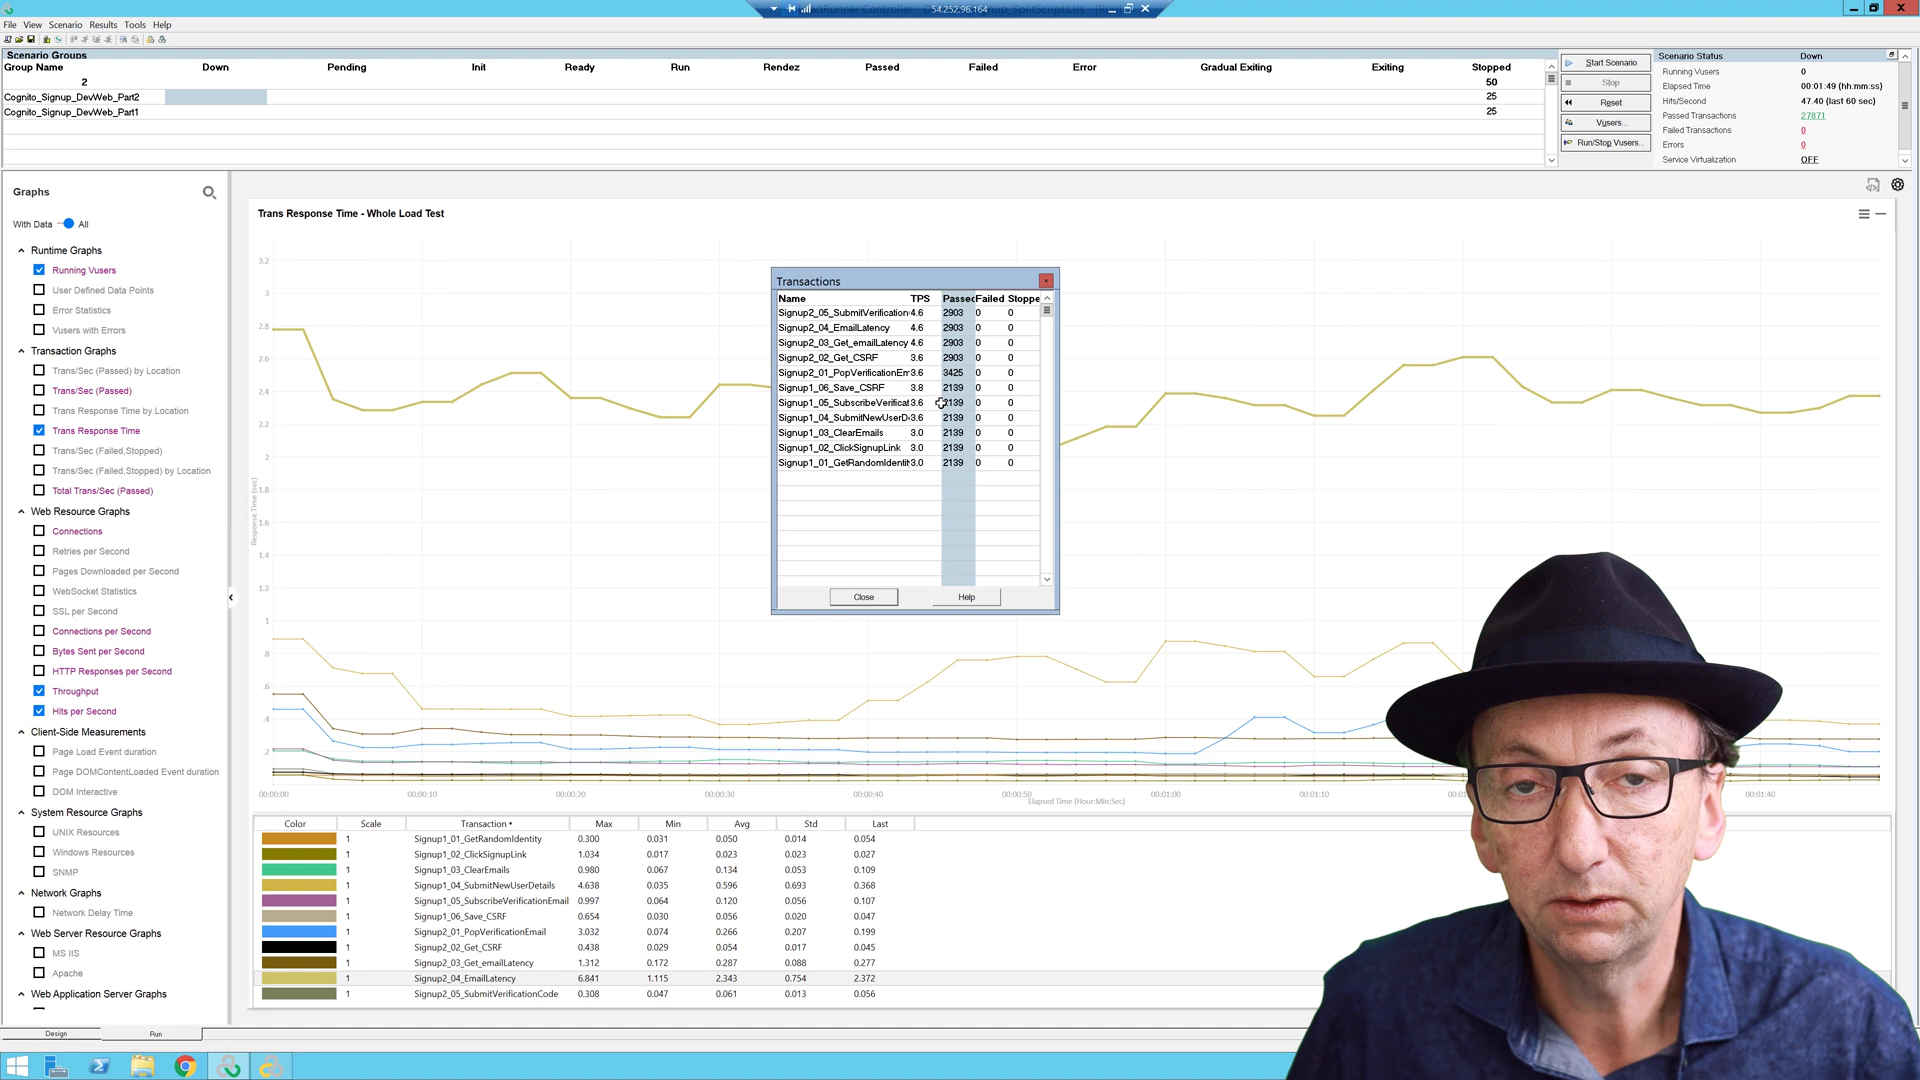 54.252.96.164
File View Scenario Results Tools Help
Scenario Groups
Group Name Down Pending Init Ready Run Rendez Passed Failed Error Gradual Exiting Exiting Stopped
2 50
Cognito_Signup_DevWeb_Part2 25
Cognito_Signup_DevWeb_Part1 25
Start Scenario
Stop
Reset
Vusers...
Run/Stop Vusers...
Scenario Status Down
Running Vusers 0
Elapsed Time 00:01:49 (hh:mm:ss)
Hits/Second 47.40 (last 60 sec)
Passed Transactions 27871
Failed Transactions 0
Errors 0
Service Virtualization OFF
Graphs
With Data All
Runtime Graphs
Running Vusers
User Defined Data Points
Error Statistics
Vusers with Errors
Transaction Graphs
Trans/Sec (Passed) by Location
Trans/Sec (Passed)
Trans Response Time by Location
Trans Response Time
Trans/Sec (Failed,Stopped)
Trans/Sec (Failed,Stopped) by Location
Total Trans/Sec (Passed)
Web Resource Graphs
Connections
Retries per Second
Pages Downloaded per Second
WebSocket Statistics
SSL per Second
Connections per Second
Bytes Sent per Second
HTTP Responses per Second
Throughput
Hits per Second
Client-Side Measurements
Page Load Event duration
Page DOMContentLoaded Event duration
DOM Interactive
System Resource Graphs
UNIX Resources
Windows Resources
SNMP
Network Graphs
Network Delay Time
Web Server Resource Graphs
MS IIS
Apache
Web Application Server Graphs
Trans Response Time - Whole Load Test
3.2
3
2.8
2.6
2.4
2.2
2
1.8
1.6
1.4
1.2
1
.8
.6
.4
.2
Response Time (sec)
00:00:00 00:00:10 00:00:20 00:00:30 00:00:40 00:00:50 00:01:00 00:01:10 00:01:40
Elapsed Time (Hour:Min:Sec)
Transactions
Name TPS Passed Failed Stoppe
Signup2_05_SubmitVerification 4.6 2903 0 0
Signup2_04_EmailLatency 4.6 2903 0 0
Signup2_03_Get_emailLatency 4.6 2903 0 0
Signup2_02_Get_CSRF 3.6 2903 0 0
Signup2_01_PopVerificationEm 3.6 3425 0 0
Signup1_06_Save_CSRF 3.8 2139 0 0
Signup1_05_SubscribeVerificat 3.6 2139 0 0
Signup1_04_SubmitNewUserD 3.6 2139 0 0
Signup1_03_ClearEmails 3.0 2139 0 0
Signup1_02_ClickSignupLink 3.0 2139 0 0
Signup1_01_GetRandomIdentit 3.0 2139 0 0
Close Help
Color Scale Transaction Max Min Avg Std Last
1 Signup1_01_GetRandomIdentity 0.300 0.031 0.050 0.014 0.054
1 Signup1_02_ClickSignupLink 1.034 0.017 0.023 0.023 0.027
1 Signup1_03_ClearEmails 0.980 0.067 0.134 0.053 0.109
1 Signup1_04_SubmitNewUserDetails 4.638 0.035 0.596 0.693 0.368
1 Signup1_05_SubscribeVerificationEmail 0.997 0.064 0.120 0.056 0.107
1 Signup1_06_Save_CSRF 0.654 0.030 0.056 0.020 0.047
1 Signup2_01_PopVerificationEmail 3.032 0.074 0.266 0.207 0.199
1 Signup2_02_Get_CSRF 0.438 0.029 0.054 0.017 0.045
1 Signup2_03_Get_emailLatency 1.312 0.172 0.287 0.088 0.277
1 Signup2_04_EmailLatency 6.841 1.115 2.343 0.754 2.372
1 Signup2_05_SubmitVerificationCode 0.308 0.047 0.061 0.013 0.056
Design Run